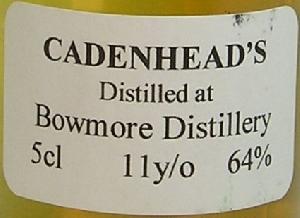 CADENHEAD'S
Distilled at
Bowmore Distillery
5cl 11y/o 64%